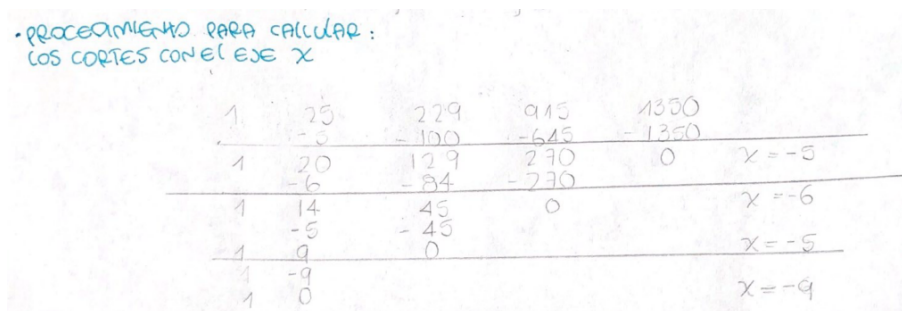 • PROCEDIMIENTO PARA CALCULAR:
LOS CORTES CON EL EJE X
1 25 229 915 1350
-5 -100 -645 -1350
1 20 129 270 0 x = -5
-6 -84 -270
1 14 45 0 x = -6
-5 -45
1 9 0 x = -5
1 -9
1 0 x = -9